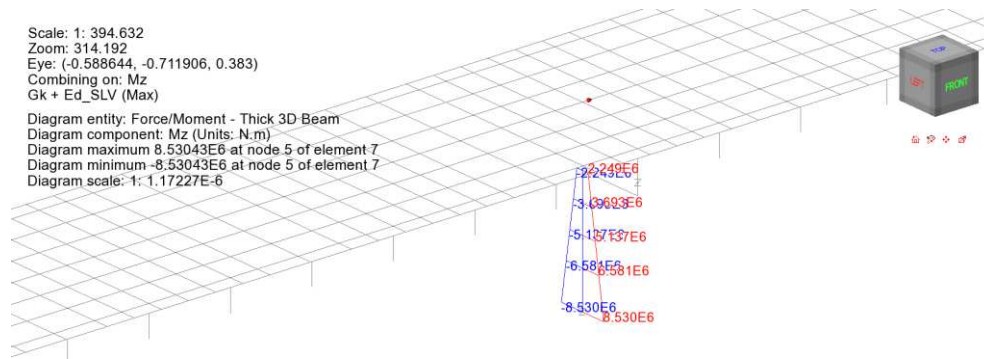 Scale: 1: 394.632
Zoom: 314.192
Eye: (-0.588644, -0.711906, 0.383)
Combining on: Mz
Gk + Ed_SLV (Max)
Diagram entity: Force/Moment - Thick 3D Beam
Diagram component: Mz (Units: N.m)
Diagram maximum 8.53043E6 at node 5 of element 7
Diagram minimum -8.53043E6 at node 5 of element 7
Diagram scale: 1: 1.17227E-6
TOP
LEFT
FRONT
-2.249E6
3.693E6
5.137E6
-6.581E6
6.581E6
-8.530E6
8.530E6